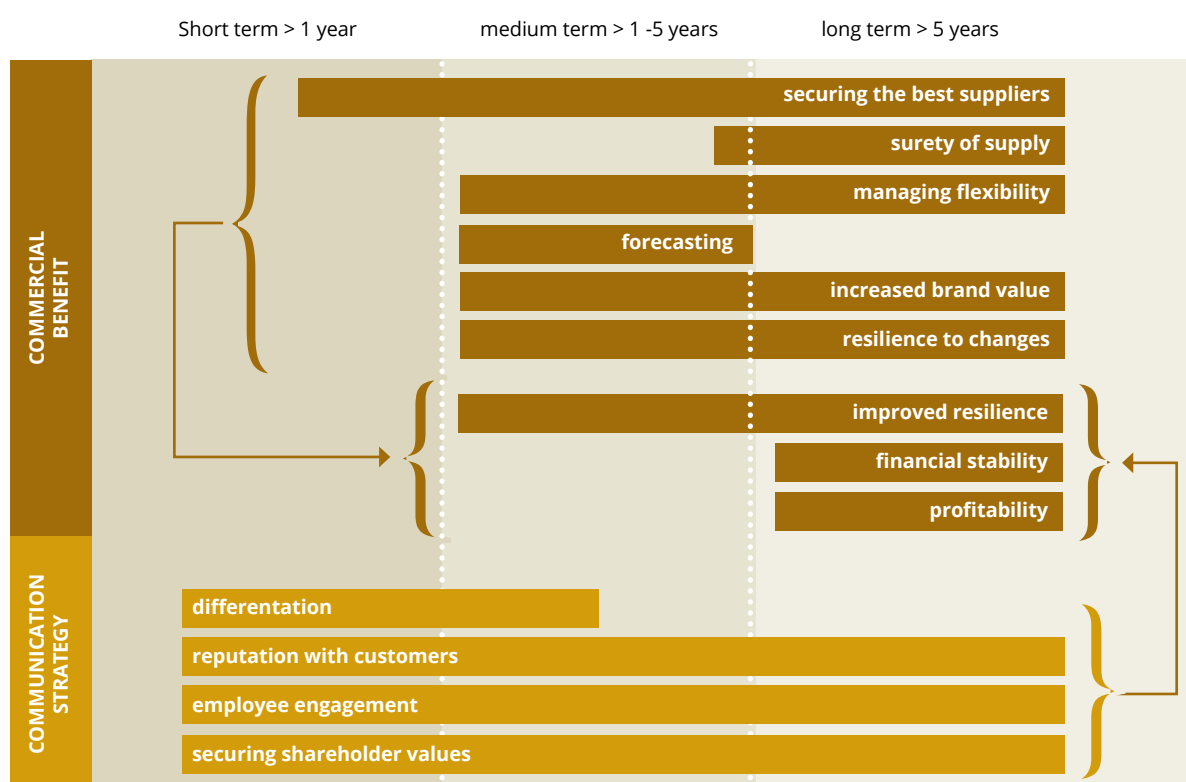 Short term > 1 year
medium term > 1 -5 years
long term > 5 years
COMMERCIAL
BENEFIT
securing the best suppliers
surety of supply
managing flexibility
forecasting
increased brand value
resilience to changes
improved resilience
financial stability
profitability
COMMUNICATION
STRATEGY
differentation
reputation with customers
employee engagement
securing shareholder values